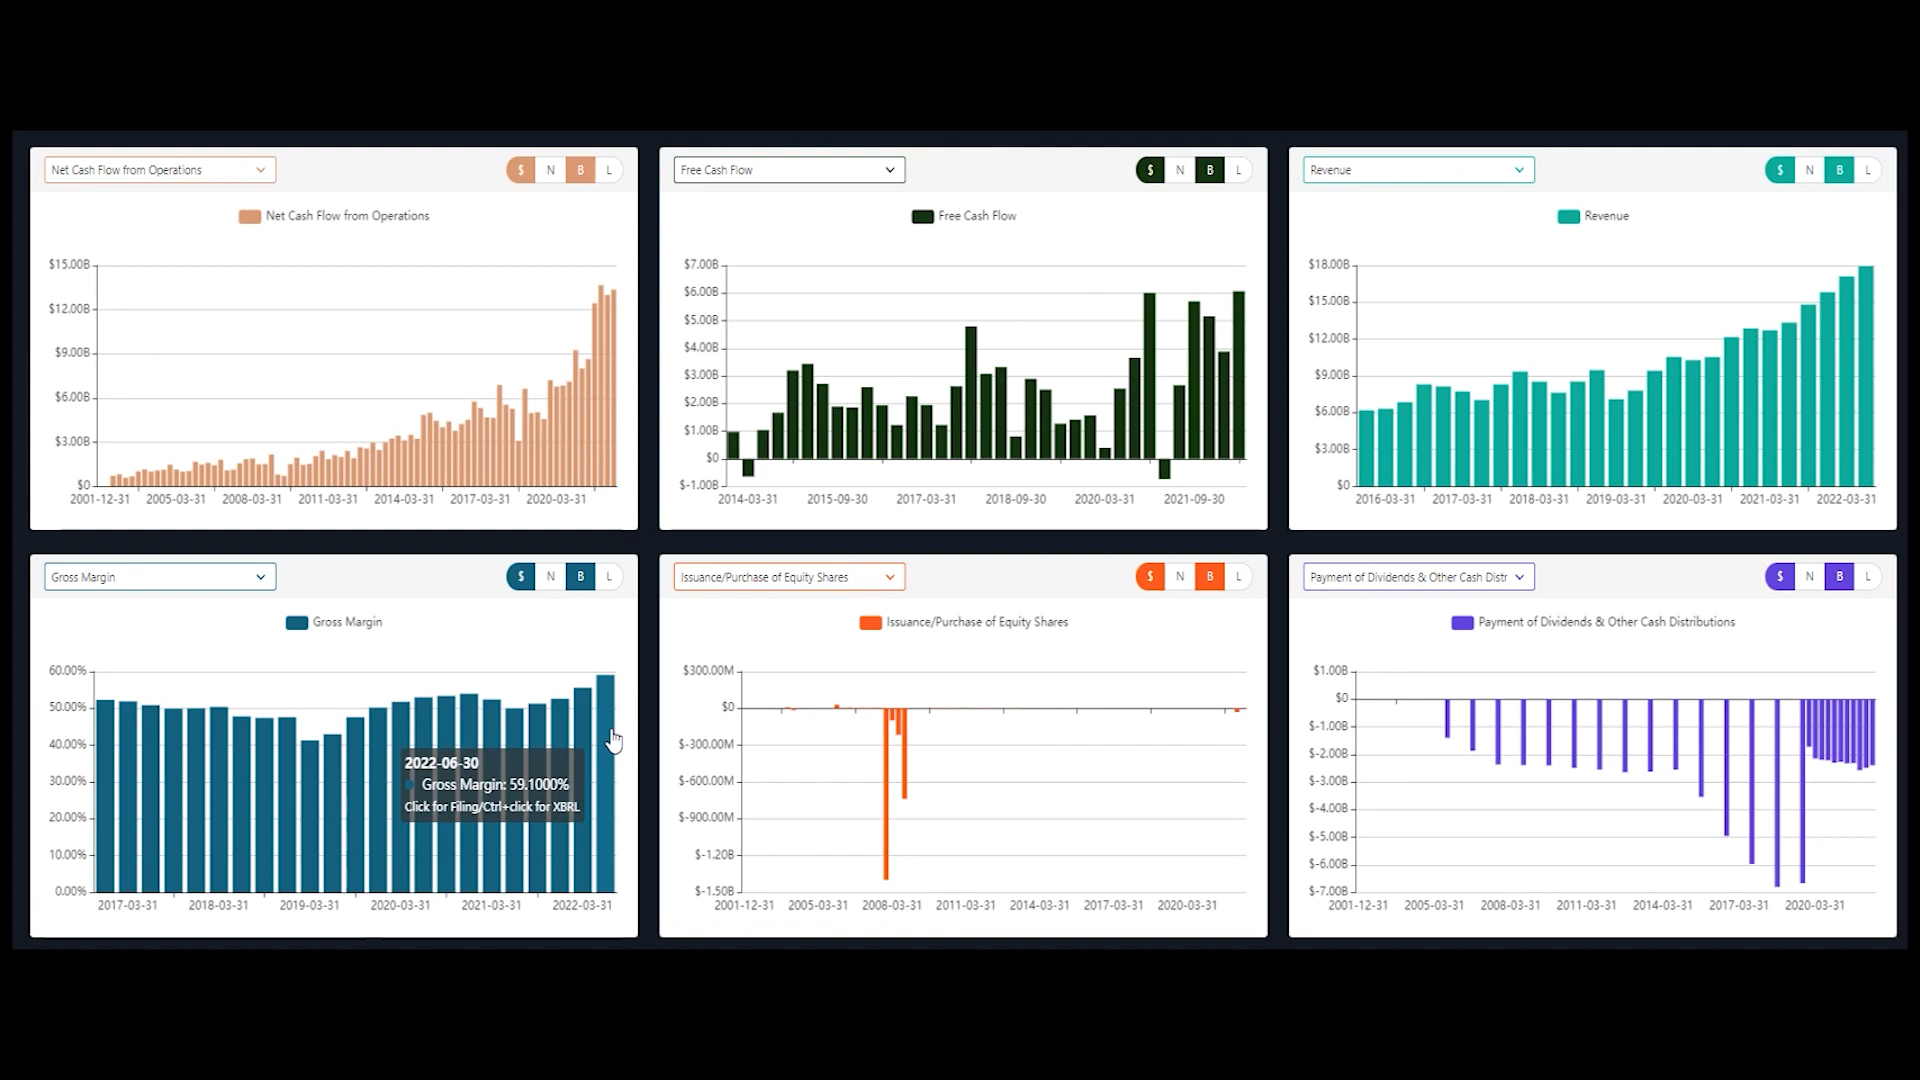 Net Cash Flow from Operations
$ N B L
Net Cash Flow from Operations
$15.00B
$12.00B
$9.00B
$6.00B
$3.00B
$0
2001-12-31 2005-03-31 2008-03-31 2011-03-31 2014-03-31 2017-03-31 2020-03-31
Free Cash Flow
$ N B L
Free Cash Flow
$7.00B
$6.00B
$5.00B
$4.00B
$3.00B
$2.00B
$1.00B
$0
$-1.00B
2014-03-31 2015-09-30 2017-03-31 2018-09-30 2020-03-31 2021-09-30
Revenue
$ N B L
Revenue
$18.00B
$15.00B
$12.00B
$9.00B
$6.00B
$3.00B
$0
2016-03-31 2017-03-31 2018-03-31 2019-03-31 2020-03-31 2021-03-31 2022-03-31
Gross Margin
$ N B L
Gross Margin
60.00%
50.00%
40.00%
30.00%
20.00%
10.00%
0.00%
2022-06-30
Gross Margin: 59.1000%
Click for Filing/Ctrl+click for XBRL
2017-03-31 2018-03-31 2019-03-31 2020-03-31 2021-03-31 2022-03-31
Issuance/Purchase of Equity Shares
$ N B L
Issuance/Purchase of Equity Shares
$300.00M
$0
$-300.00M
$-600.00M
$-900.00M
$-1.20B
$-1.50B
2001-12-31 2005-03-31 2008-03-31 2011-03-31 2014-03-31 2017-03-31 2020-03-31
Payment of Dividends & Other Cash Distr
$ N B L
Payment of Dividends & Other Cash Distributions
$1.00B
$0
$-1.00B
$-2.00B
$-3.00B
$-4.00B
$-5.00B
$-6.00B
$-7.00B
2001-12-31 2005-03-31 2008-03-31 2011-03-31 2014-03-31 2017-03-31 2020-03-31